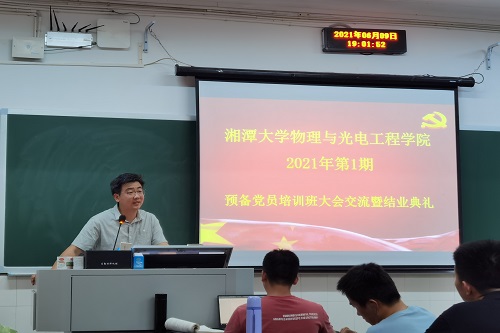 2021年06月09日
19:01:52
湘潭大学物理与光电工程学院
2021年第1期
预备党员培训班大会交流暨结业典礼